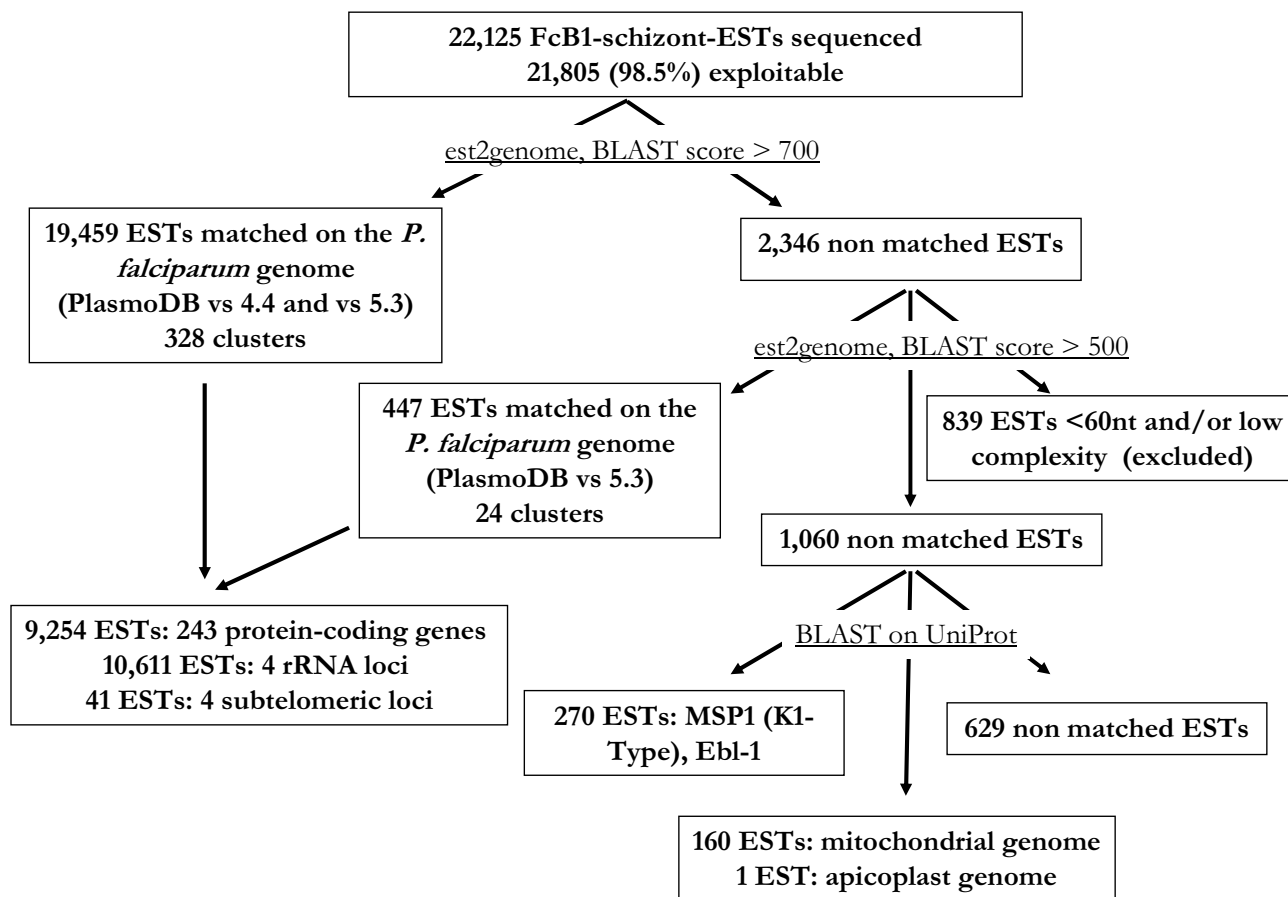 22,125 FcB1-schizont-ESTs sequenced
21,805 (98.5%) exploitable
est2genome, BLAST score > 700
19,459 ESTs matched on the P.
falciparum genome
(PlasmoDB vs 4.4 and vs 5.3)
328 clusters
2,346 non matched ESTs
est2genome, BLAST score > 500
447 ESTs matched on the
P. falciparum genome
(PlasmoDB vs 5.3)
24 clusters
839 ESTs <60nt and/or low
complexity (excluded)
1,060 non matched ESTs
9,254 ESTs: 243 protein-coding genes
10,611 ESTs: 4 rRNA loci
41 ESTs: 4 subtelomeric loci
BLAST on UniProt
270 ESTs: MSP1 (K1-
Type), Ebl-1
629 non matched ESTs
160 ESTs: mitochondrial genome
1 EST: apicoplast genome